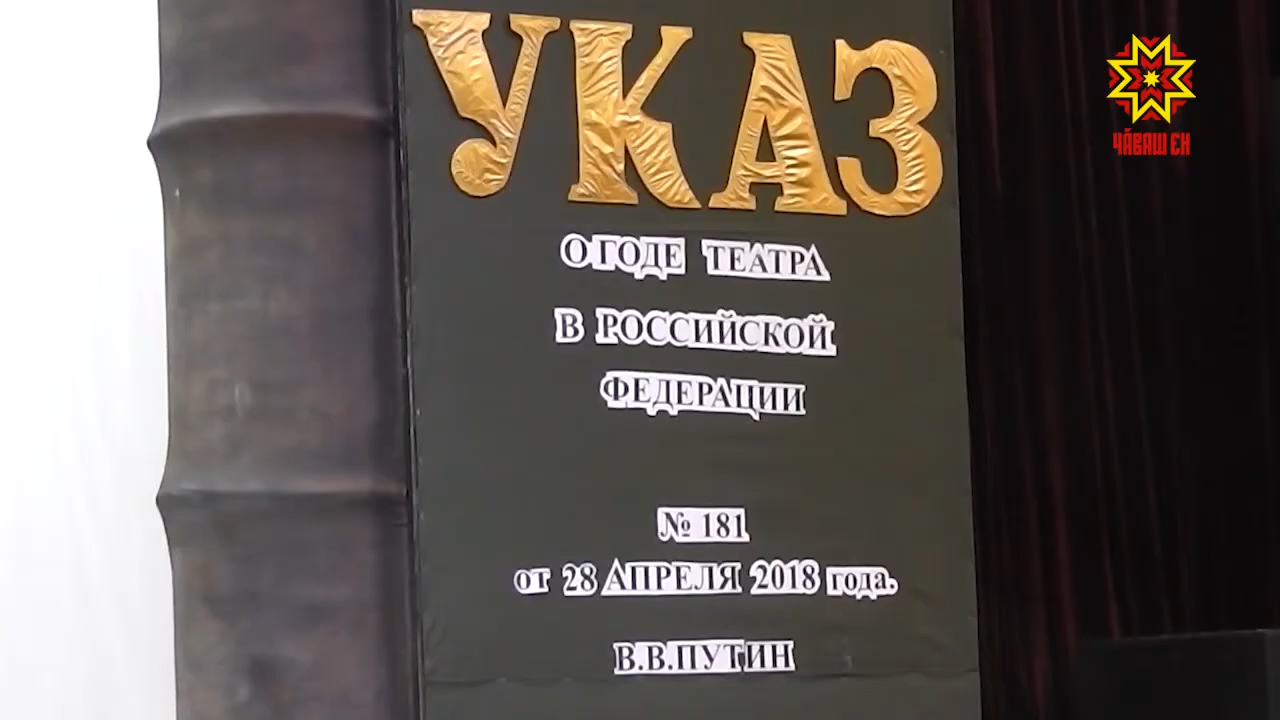 УКАЗ
О ГОДЕ ТЕАТРА
В РОССИЙСКОЙ
ФЕДЕРАЦИИ
№ 181
от 28 АПРЕЛЯ 2018 года.
В.В.ПУТИН
ЧӐВАШ ЕН